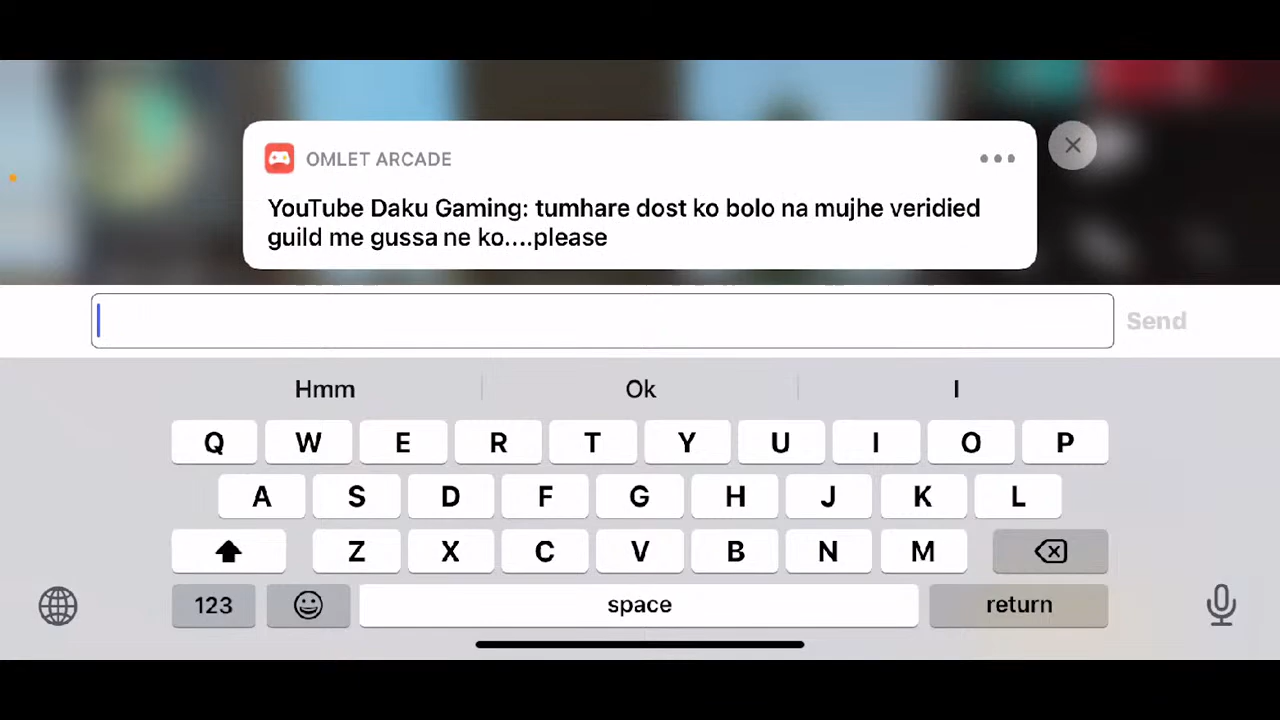 OMLET ARCADE
YouTube Daku Gaming: tumhare dost ko bolo na mujhe veridied
guild me gussa ne ko....please
Send
Hmm Ok I
Q W E R T Y U I O P
A S D F G H J K L
Z X C V B N M
123 space return